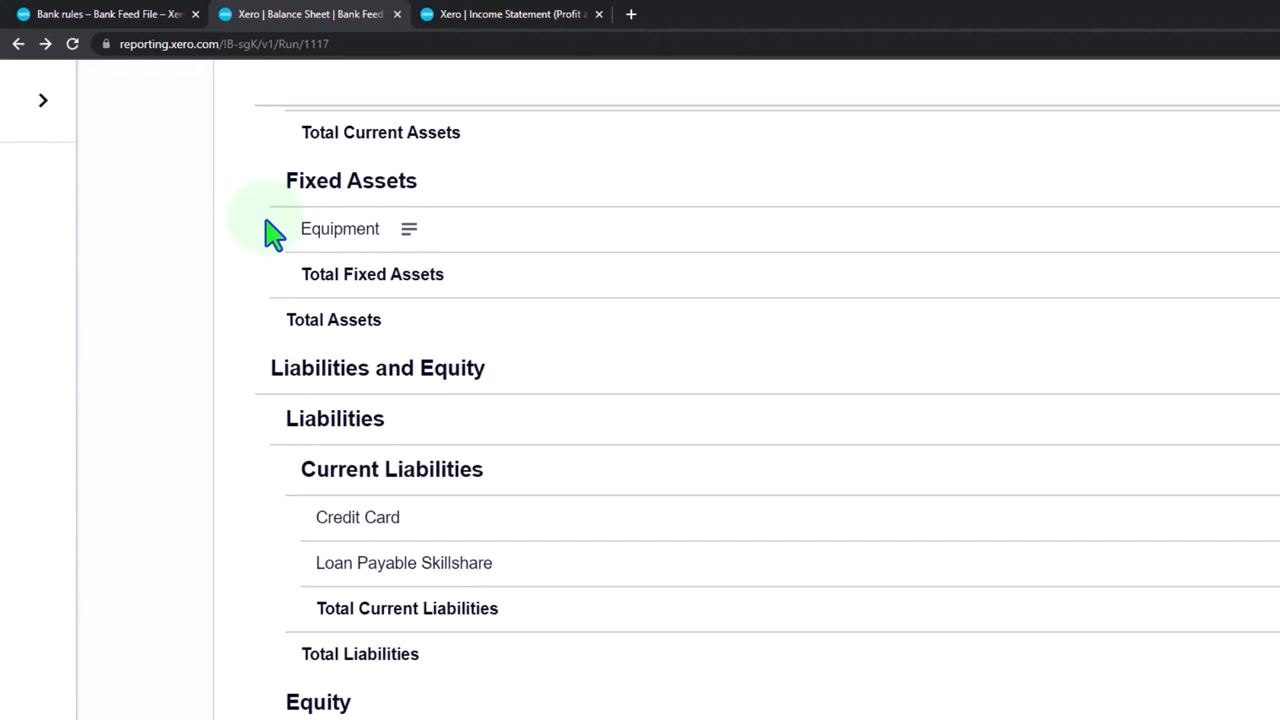 Bank rules – Bank Feed File – Xer
Xero | Balance Sheet | Bank Feed
Xero | Income Statement (Profit a
reporting.xero.com/!B-sgK/v1/Run/1117
Total Current Assets
Fixed Assets
Equipment
Total Fixed Assets
Total Assets
Liabilities and Equity
Liabilities
Current Liabilities
Credit Card
Loan Payable Skillshare
Total Current Liabilities
Total Liabilities
Equity